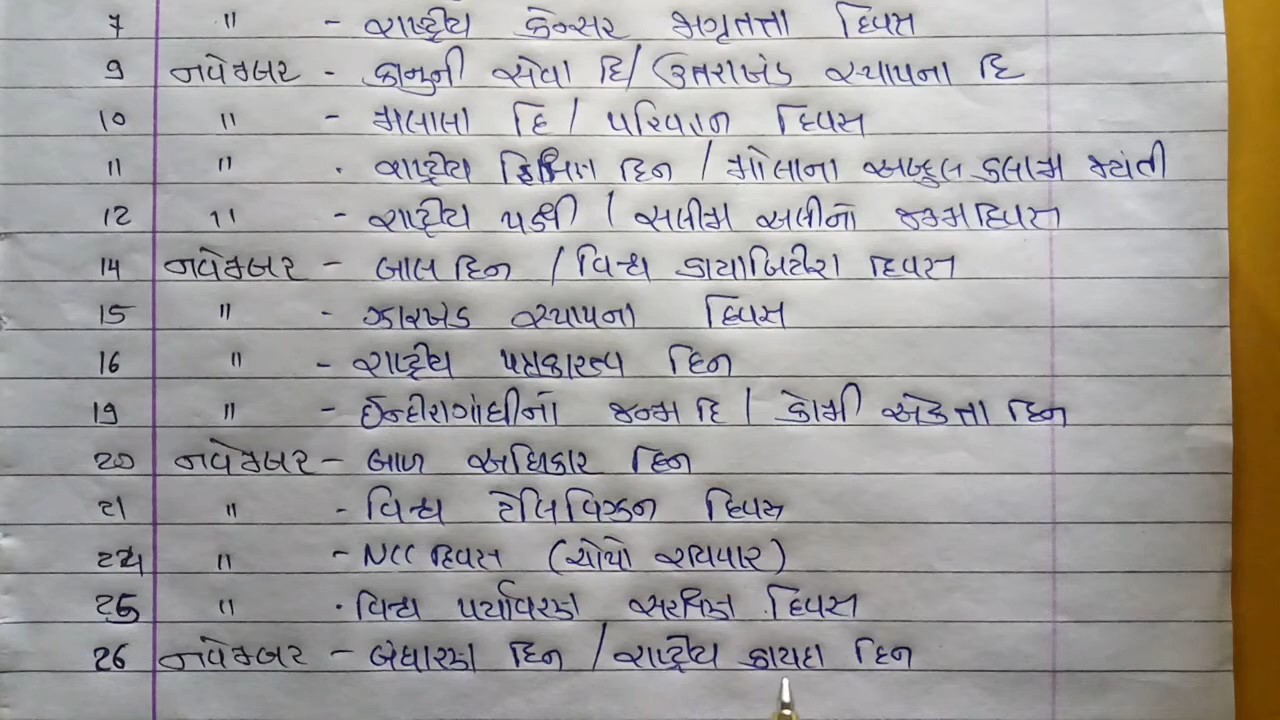 7 " - રાષ્ટ્રીય કેન્સર જાગૃતતા દિવસ
9 નવેમ્બર - કાનુની સેવા દિ/ ઉત્તરાખંડ સ્થાપના દિ
10 " - મલાલા દિ / પરિવહન દિવસ
11 " - રાષ્ટ્રીય શિક્ષણ દિન / મૌલાના અબ્દુલ કલામ જ્યંતી
12 " - રાષ્ટ્રીય પક્ષી / સલીમ અલીનો જન્મદિવસ
14 નવેમ્બર - બાલ દિન / વિશ્વ ડાયાબિટીસ દિવસ
15 " - ઝારખંડ સ્થાપના દિવસ
16 " - રાષ્ટ્રીય પત્રકારત્વ દિન
19 " - ઈન્દીરાગાંધીનો જન્મ દિ / કોમી એકતા દિન
20 નવેમ્બર - બાળ અધિકાર દિન
21 " - વિશ્વ ટેલિવિઝન દિવસ
24 " - NCC દિવસ (ચોથો રવિવાર)
25 " - વિશ્વ પર્યાવરણ સંરક્ષણ દિવસ
26 નવેમ્બર - બંધારણ દિન / રાષ્ટ્રીય કાયદા દિન